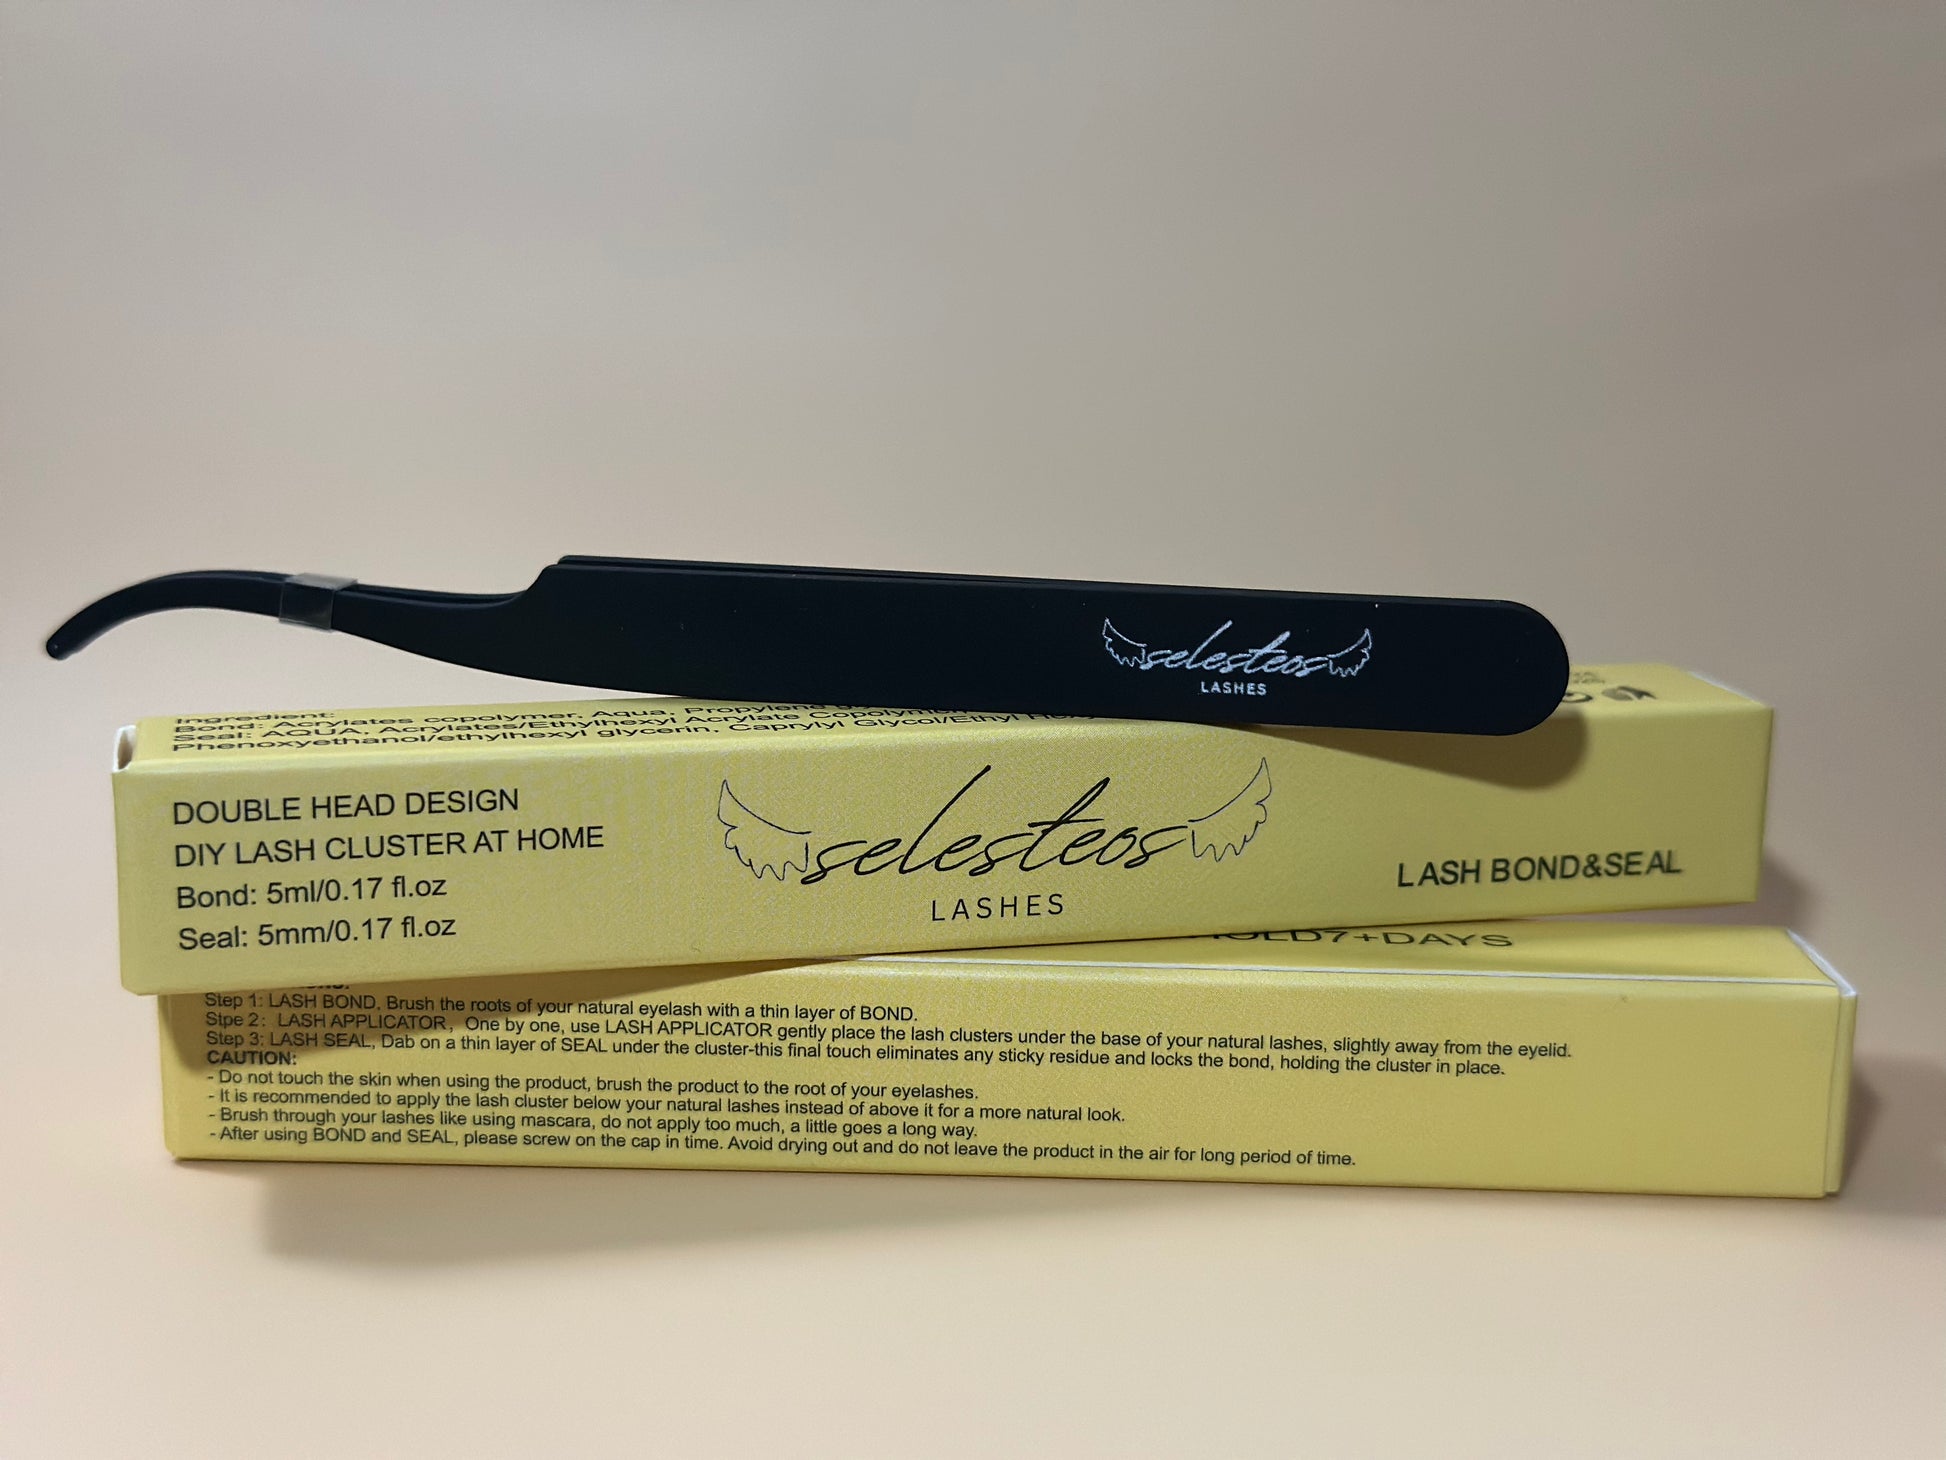 selesteos
LASHES
Ingredient:
Bond: Acrylates copolymer, Aqua, Propylene
Seal: AQUA, Acrylates/Ethylhexyl Acrylate
Phenoxyethanol/ethylhexyl glycerin, Caprylyl Glycol/Ethyl
DOUBLE HEAD DESIGN
DIY LASH CLUSTER AT HOME
Bond: 5ml/0.17 fl.oz
Seal: 5mm/0.17 fl.oz
selesteos
LASHES
LASH BOND&SEAL
HOLD7+DAYS
Step 1: LASH BOND, Brush the roots of your natural eyelash with a thin layer of BOND.
Stpe 2: LASH APPLICATOR, One by one, use LASH APPLICATOR gently place the lash clusters under the base of your natural lashes, slightly away from the eyelid.
Step 3: LASH SEAL, Dab on a thin layer of SEAL under the cluster-this final touch eliminates any sticky residue and locks the bond, holding the cluster in place.
CAUTION:
- Do not touch the skin when using the product, brush the product to the root of your eyelashes.
- It is recommended to apply the lash cluster below your natural lashes instead of above it for a more natural look.
- Brush through your lashes like using mascara, do not apply too much, a little goes a long way.
- After using BOND and SEAL, please screw on the cap in time. Avoid drying out and do not leave the product in the air for long period of time.